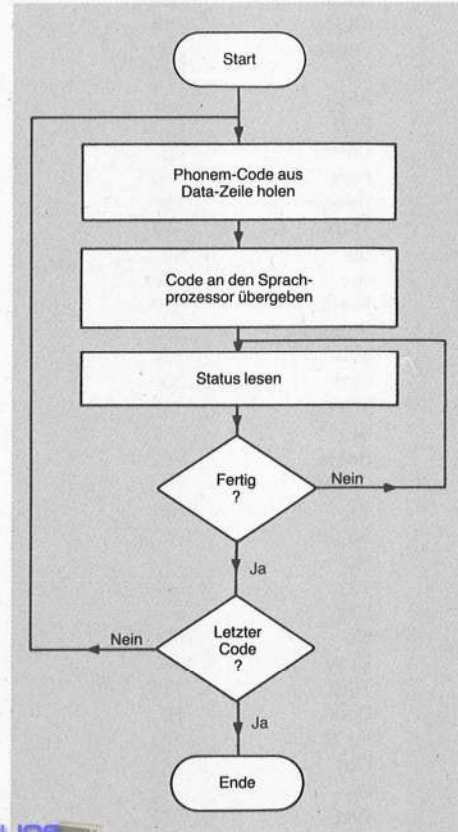 Start
Phonem-Code aus
Data-Zeile holen
Code an den Sprach-
prozessor übergeben
Status lesen
Fertig
?
Nein
Ja
Letzter
Code
?
Nein
Ja
Ende